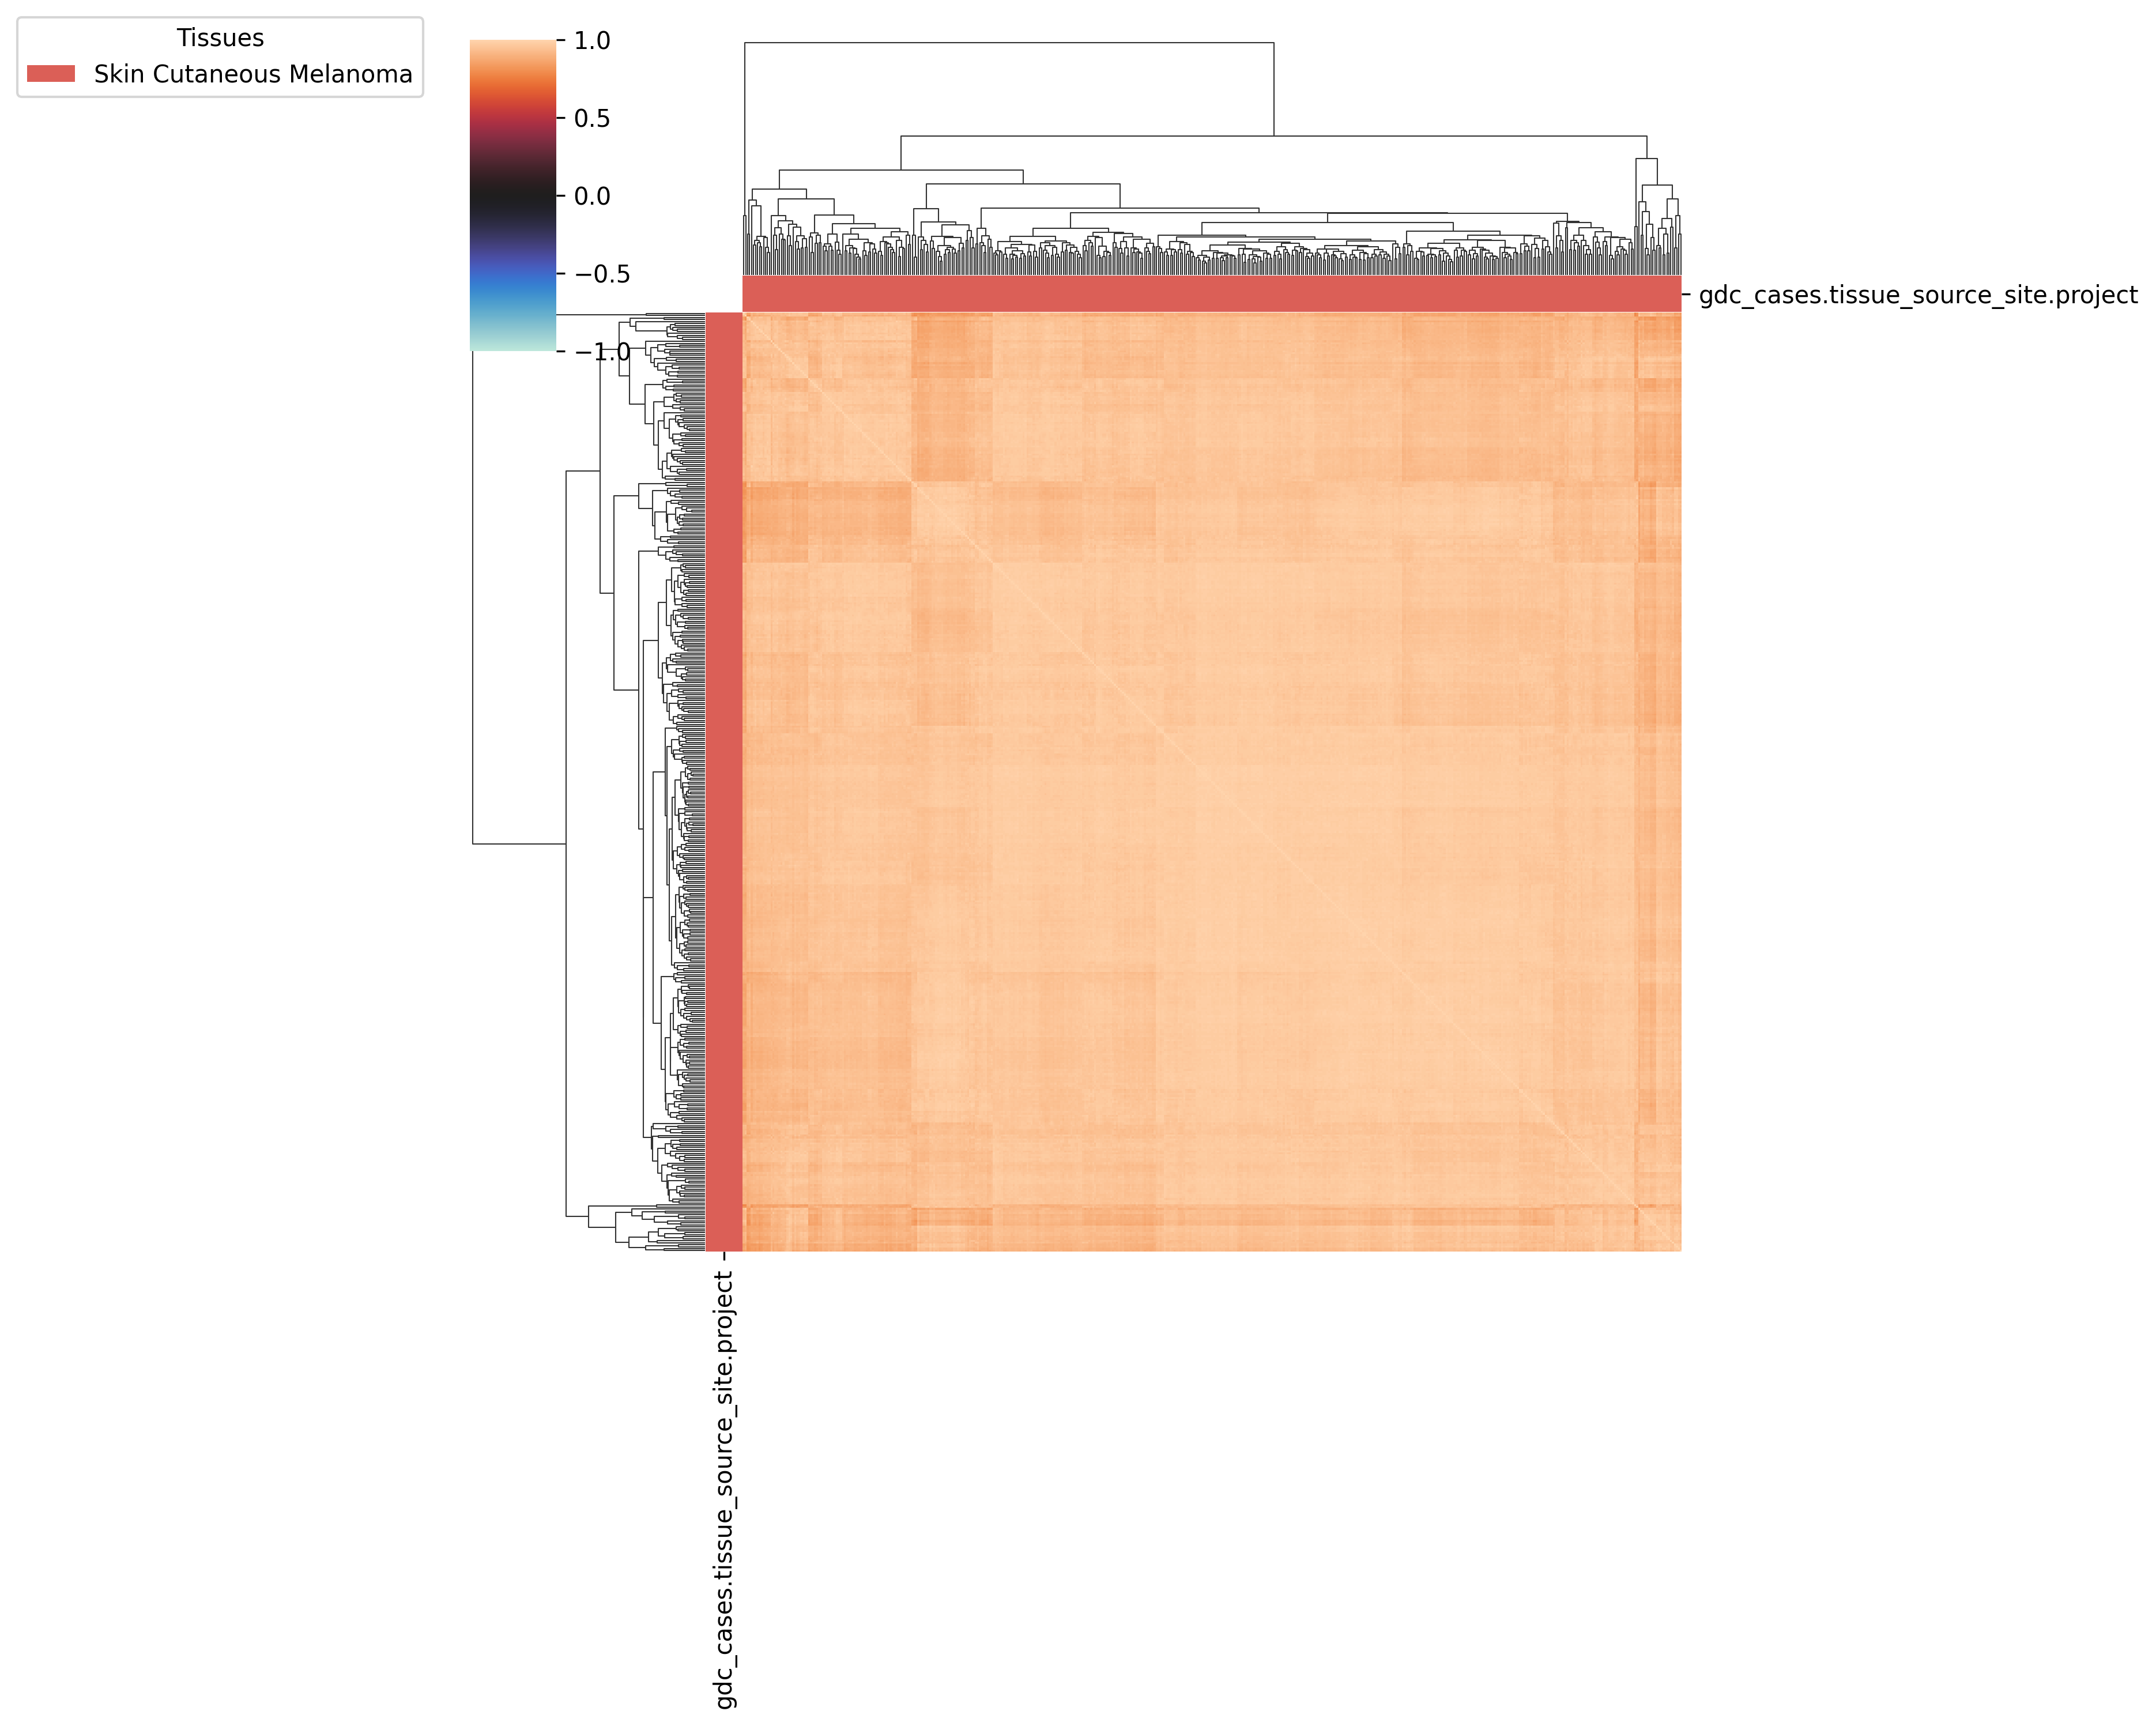 Tissues
Skin Cutaneous Melanoma
1.0
0.5
0.0
−0.5
−1.0
gdc_cases.tissue_source_site.project
gdc_cases.tissue_source_site.project